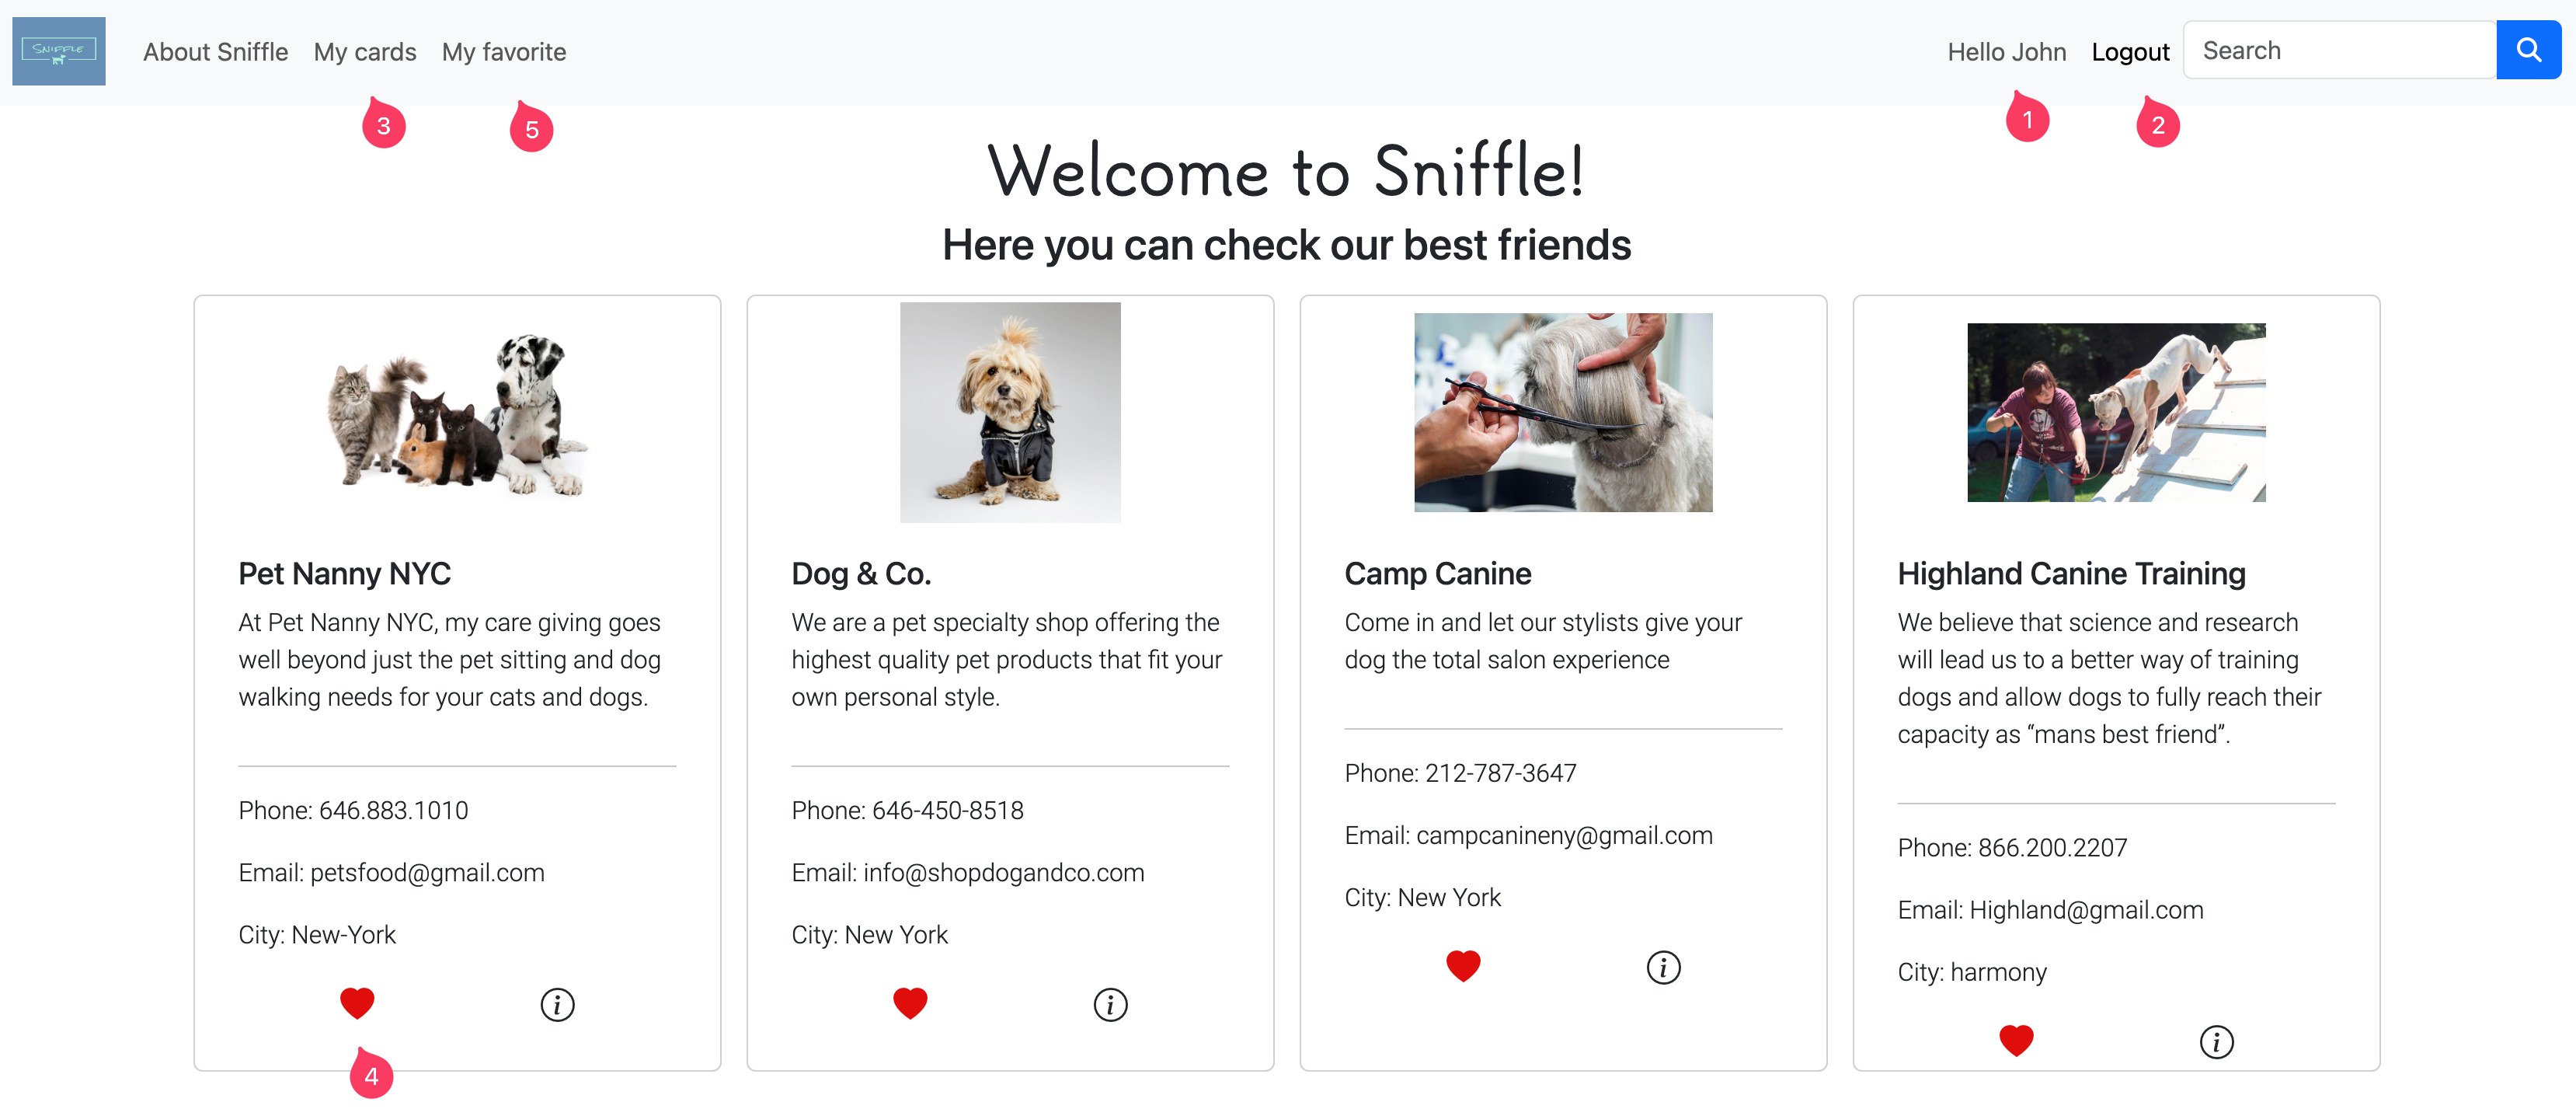 SNIFFLE
About Sniffle My cards My favorite Hello John Logout Search
3 5 1 2
Welcome to Sniffle!
Here you can check our best friends
Pet Nanny NYC
At Pet Nanny NYC, my care giving goes
well beyond just the pet sitting and dog
walking needs for your cats and dogs.
Phone: 646.883.1010
Email: petsfood@gmail.com
City: New-York
4
Dog & Co.
We are a pet specialty shop offering the
highest quality pet products that fit your
own personal style.
Phone: 646-450-8518
Email: info@shopdogandco.com
City: New York
Camp Canine
Come in and let our stylists give your
dog the total salon experience
Phone: 212-787-3647
Email: campcanineny@gmail.com
City: New York
Highland Canine Training
We believe that science and research
will lead us to a better way of training
dogs and allow dogs to fully reach their
capacity as “mans best friend”.
Phone: 866.200.2207
Email: Highland@gmail.com
City: harmony